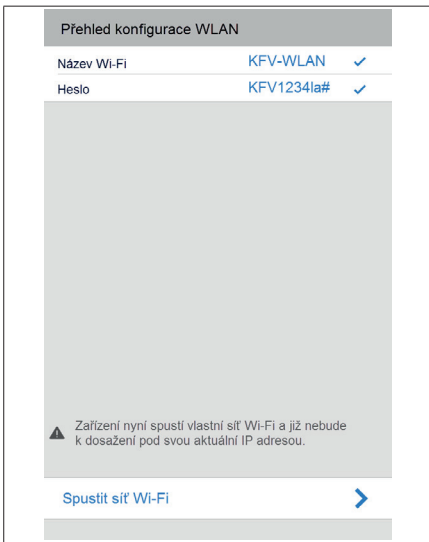 Přehled konfigurace WLAN
Název Wi-Fi KFV-WLAN
Heslo KFV1234la#
Zařízení nyní spustí vlastní síť Wi-Fi a již nebude
k dosažení pod svou aktuální IP adresou.
Spustit síť Wi-Fi